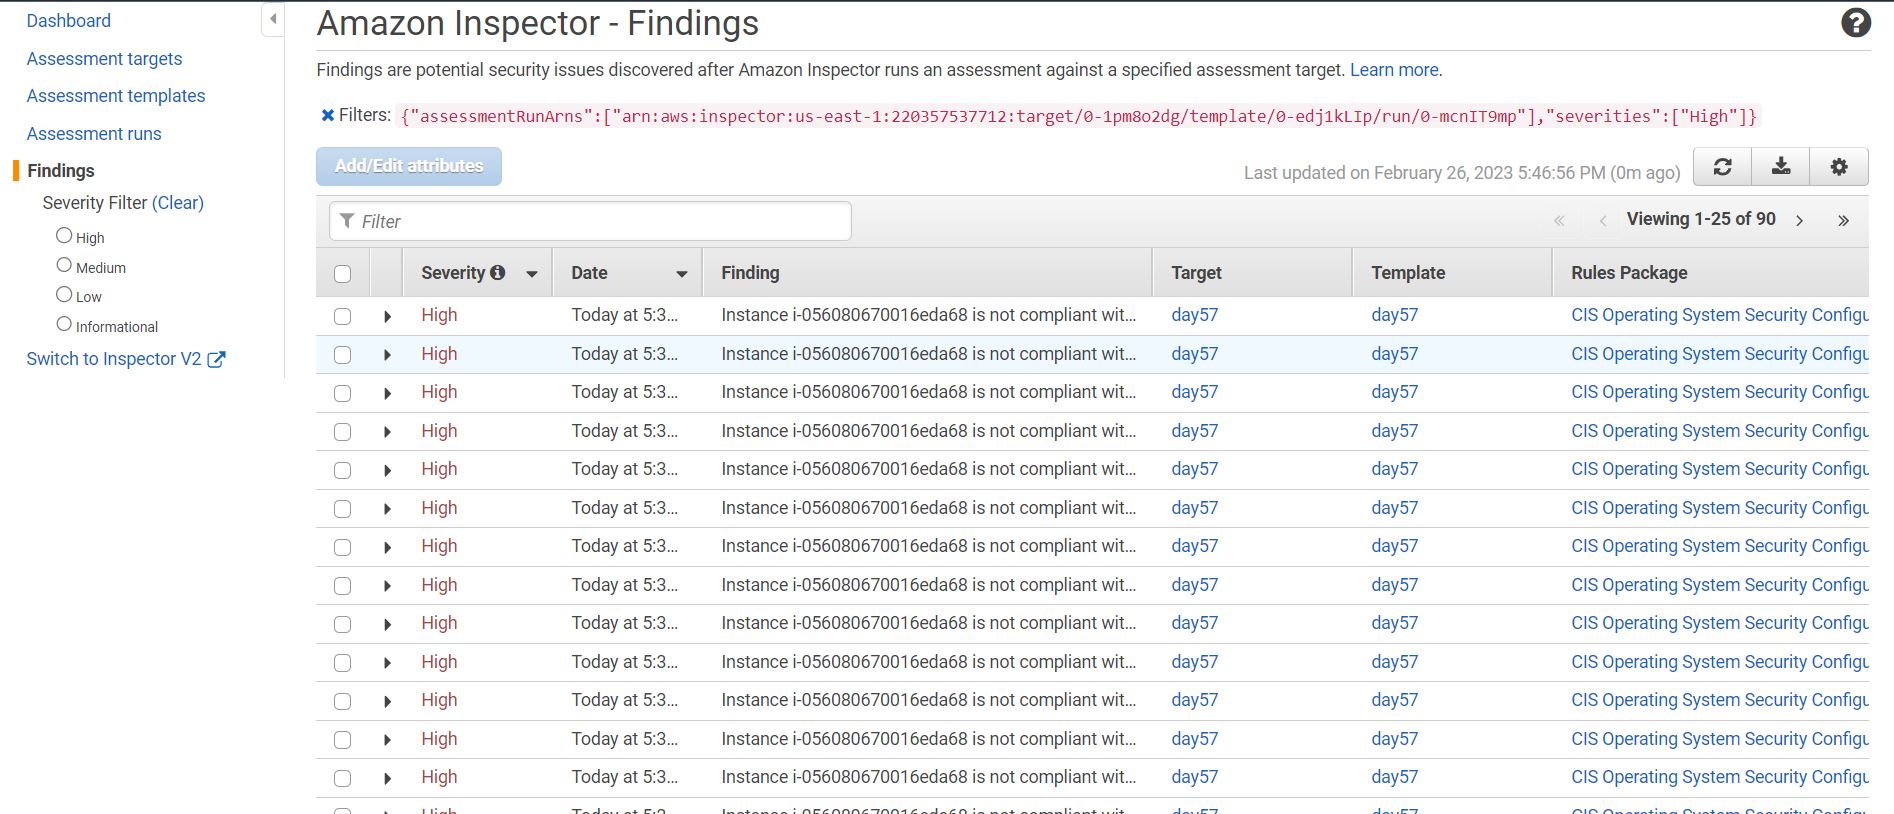 Dashboard
Assessment targets
Assessment templates
Assessment runs
Findings
Severity Filter (Clear)
High
Medium
Low
Informational
Switch to Inspector V2
Amazon Inspector - Findings
Findings are potential security issues discovered after Amazon Inspector runs an assessment against a specified assessment target. Learn more.
Filters: {"assessmentRunArns":["arn:aws:inspector:us-east-1:220357537712:target/0-1pm8o2dg/template/0-edj1kLIp/run/0-mcnIT9mp"],"severities":["High"]}
Add/Edit attributes
Last updated on February 26, 2023 5:46:56 PM (0m ago)
Filter
Viewing 1-25 of 90
Severity Date Finding Target Template Rules Package
High Today at 5:3... Instance i-056080670016eda68 is not compliant wit... day57 day57 CIS Operating System Security Configu
High Today at 5:3... Instance i-056080670016eda68 is not compliant wit... day57 day57 CIS Operating System Security Configu
High Today at 5:3... Instance i-056080670016eda68 is not compliant wit... day57 day57 CIS Operating System Security Configu
High Today at 5:3... Instance i-056080670016eda68 is not compliant wit... day57 day57 CIS Operating System Security Configu
High Today at 5:3... Instance i-056080670016eda68 is not compliant wit... day57 day57 CIS Operating System Security Configu
High Today at 5:3... Instance i-056080670016eda68 is not compliant wit... day57 day57 CIS Operating System Security Configu
High Today at 5:3... Instance i-056080670016eda68 is not compliant wit... day57 day57 CIS Operating System Security Configu
High Today at 5:3... Instance i-056080670016eda68 is not compliant wit... day57 day57 CIS Operating System Security Configu
High Today at 5:3... Instance i-056080670016eda68 is not compliant wit... day57 day57 CIS Operating System Security Configu
High Today at 5:3... Instance i-056080670016eda68 is not compliant wit... day57 day57 CIS Operating System Security Configu
High Today at 5:3... Instance i-056080670016eda68 is not compliant wit... day57 day57 CIS Operating System Security Configu
High Today at 5:3... Instance i-056080670016eda68 is not compliant wit... day57 day57 CIS Operating System Security Configu
High Today at 5:3... Instance i-056080670016eda68 is not compliant wit... day57 day57 CIS Operating System Security Configu